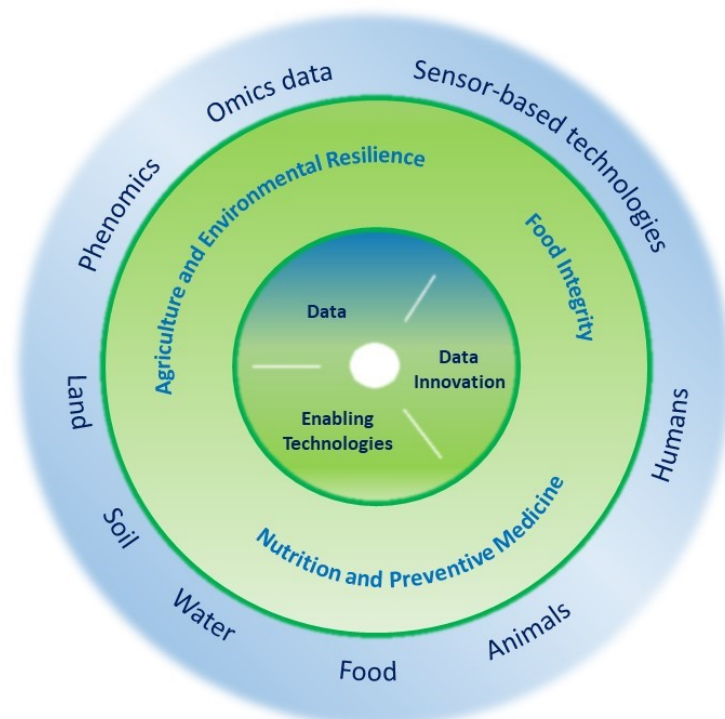 Omics data
Sensor-based technologies
Phenomics
Agriculture and Environmental Resilience
Food Integrity
Data
Data
Innovation
Enabling
Technologies
Land
Humans
Nutrition and Preventive Medicine
Soil
Water
Food
Animals